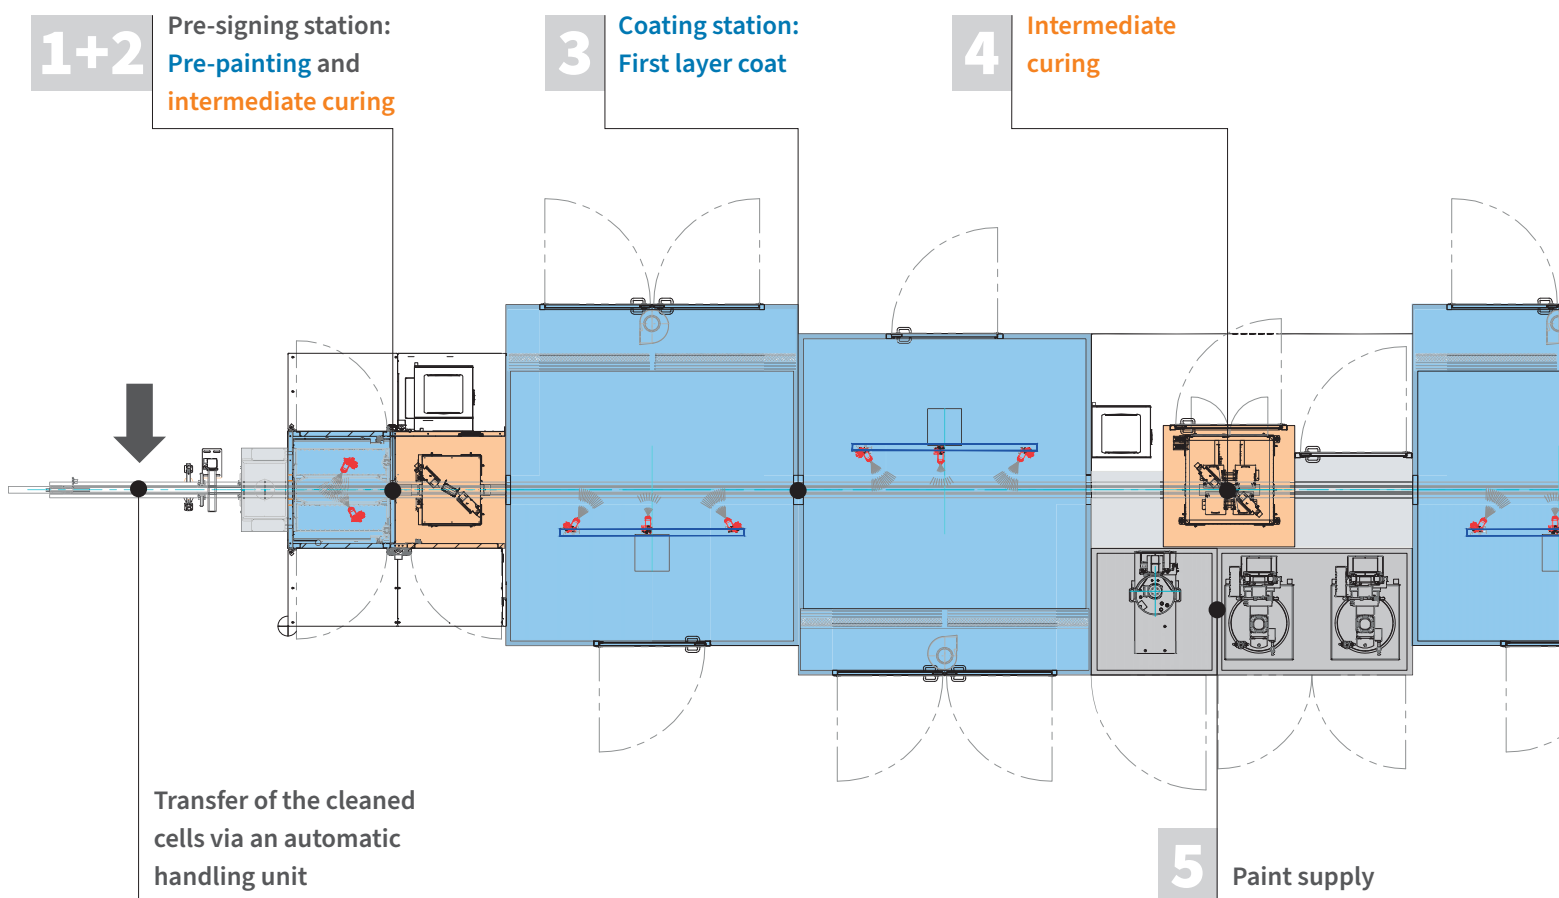 1+2
Pre-signing station:
Pre-painting and
intermediate curing
3
Coating station:
First layer coat
4
Intermediate
curing
Transfer of the cleaned
cells via an automatic
handling unit
5
Paint supply